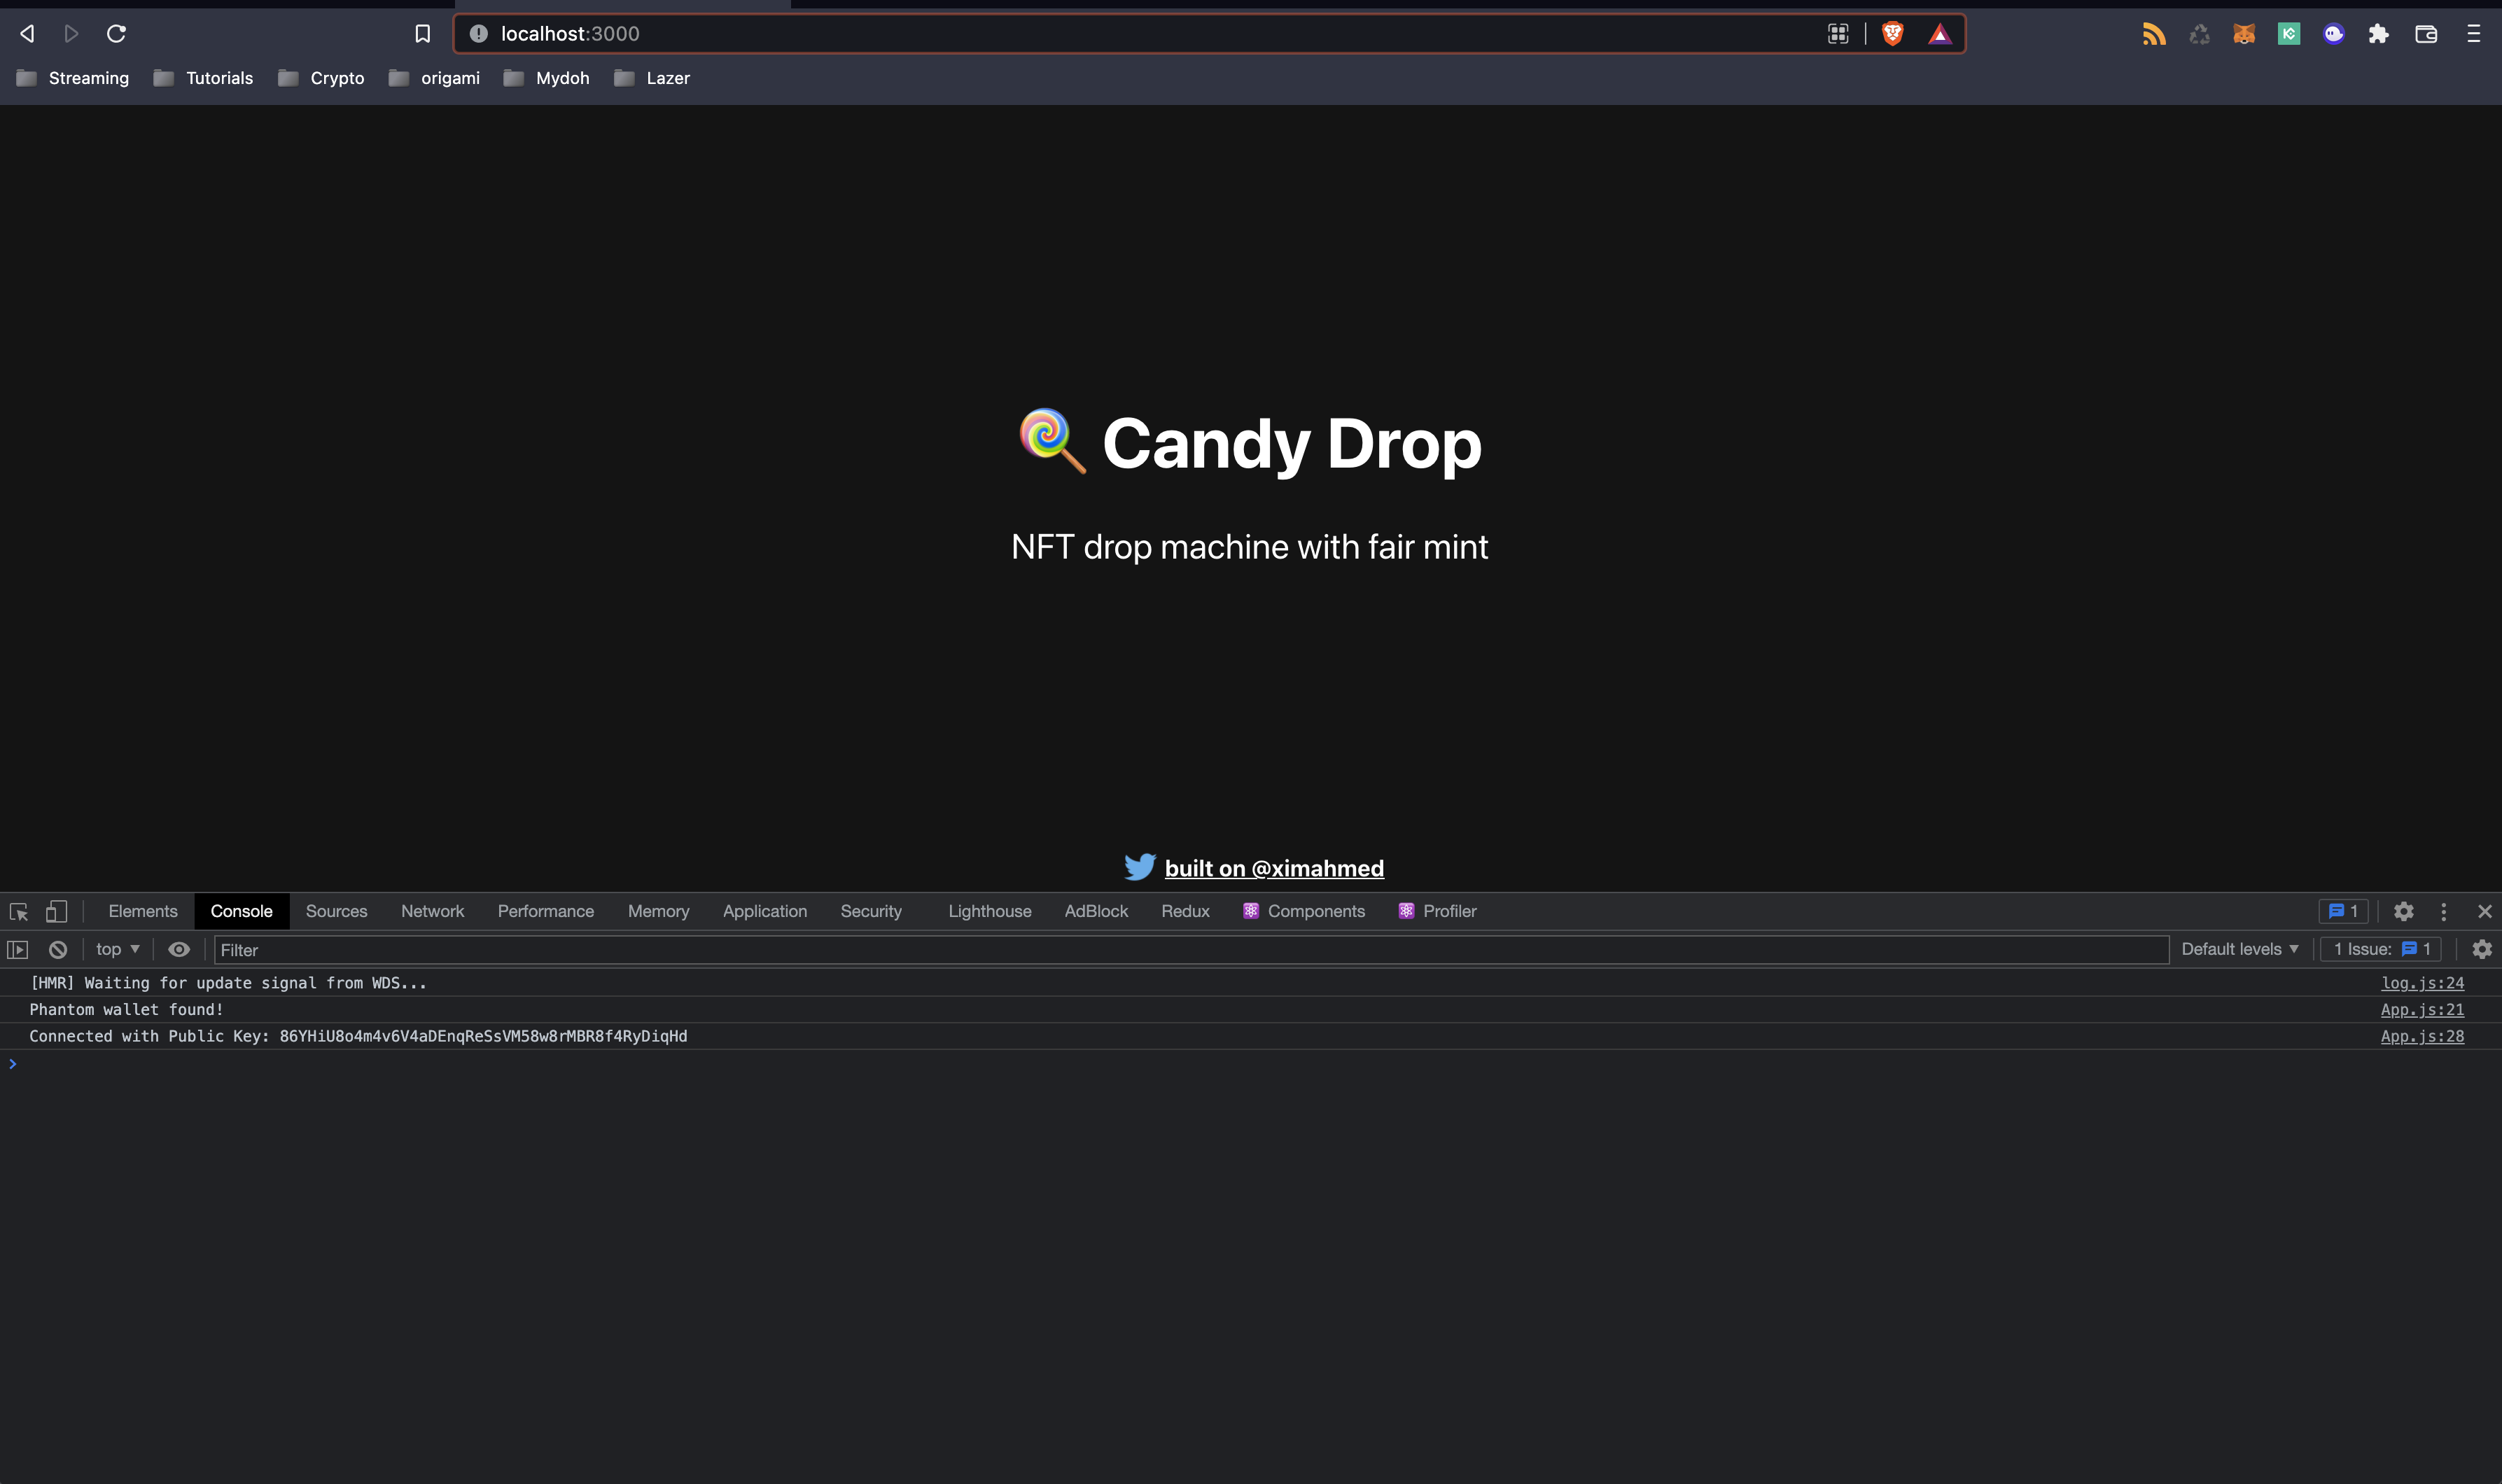 localhost:3000
Streaming Tutorials Crypto origami Mydoh Lazer
Candy Drop
NFT drop machine with fair mint
built on @ximahmed
Elements Console Sources Network Performance Memory Application Security Lighthouse AdBlock Redux Components Profiler 1
top Filter Default levels 1 Issue: 1
[HMR] Waiting for update signal from WDS... log.js:24
Phantom wallet found! App.js:21
Connected with Public Key: 86YHiU8o4m4v6V4aDEnqReSsVM58w8rMBR8f4RyDiqHd App.js:28